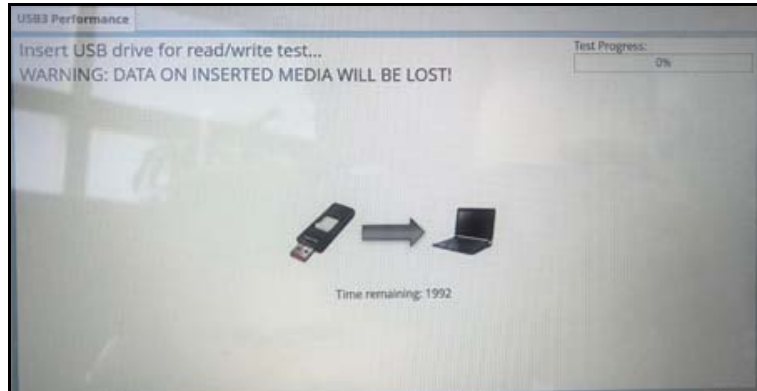 USB3 Performance
Insert USB drive for read/write test...
WARNING: DATA ON INSERTED MEDIA WILL BE LOST!
Test Progress:
0%
Time remaining: 1992